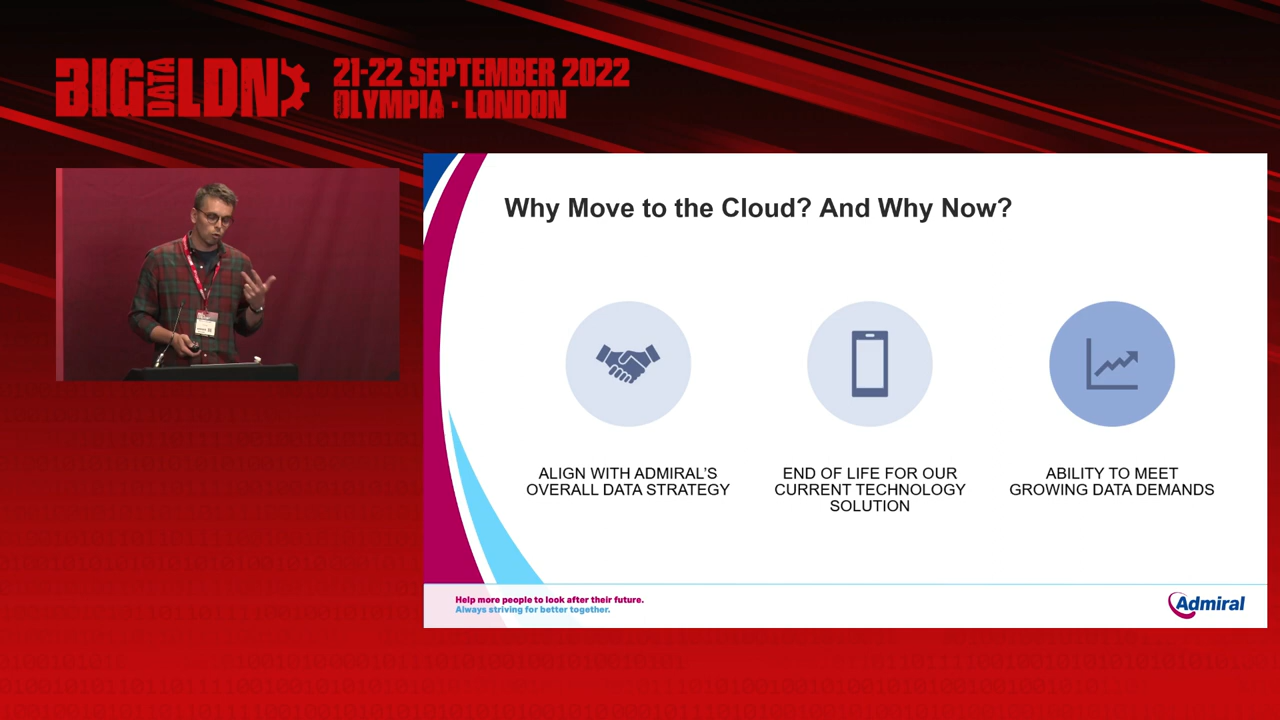 BIG DATA LDN
21-22 SEPTEMBER 2022
OLYMPIA · LONDON
Why Move to the Cloud? And Why Now?
ALIGN WITH ADMIRAL'S
OVERALL DATA STRATEGY
END OF LIFE FOR OUR
CURRENT TECHNOLOGY
SOLUTION
ABILITY TO MEET
GROWING DATA DEMANDS
Help more people to look after their future.
Always striving for better together.
Admiral